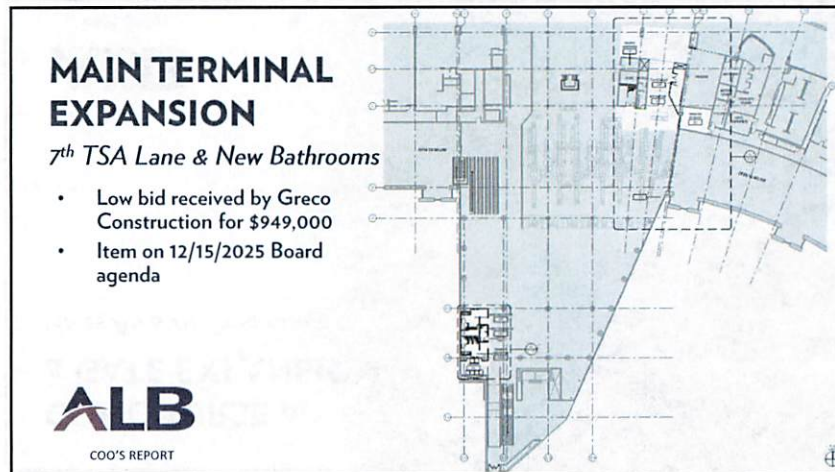 MAIN TERMINAL
EXPANSION
7th TSA Lane & New Bathrooms
• Low bid received by Greco
Construction for $949,000
• Item on 12/15/2025 Board
agenda
ALB
COO'S REPORT